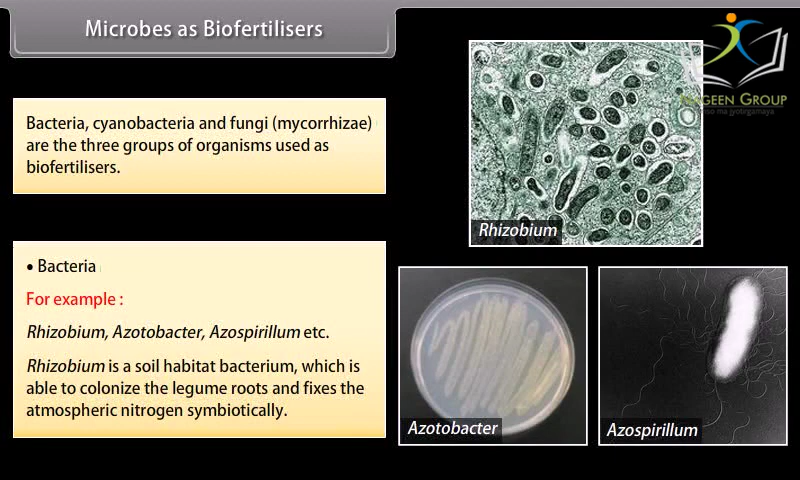 Microbes as Biofertilisers
Bacteria, cyanobacteria and fungi (mycorrhizae)
are the three groups of organisms used as
biofertilisers.
• Bacteria
For example :
Rhizobium, Azotobacter, Azospirillum etc.
Rhizobium is a soil habitat bacterium, which is
able to colonize the legume roots and fixes the
atmospheric nitrogen symbiotically.
Rhizobium
Azotobacter
Azospirillum
GROUP
ma jyotirgamaya